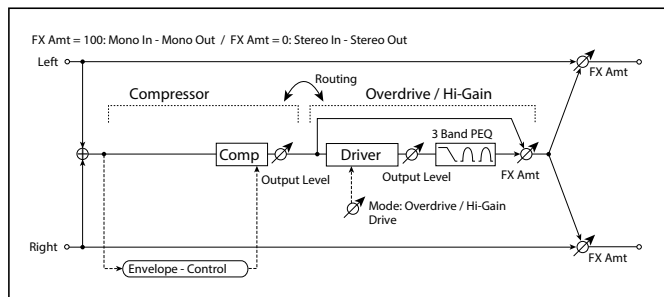 FX Amt = 100: Mono In - Mono Out / FX Amt = 0: Stereo In - Stereo Out
Left
FX Amt
Routing
Compressor
Overdrive / Hi-Gain
3 Band PEQ
Comp
Driver
Output Level
Output Level
FX Amt
Mode: Overdrive / Hi-Gain
Drive
Right
FX Amt
Envelope - Control